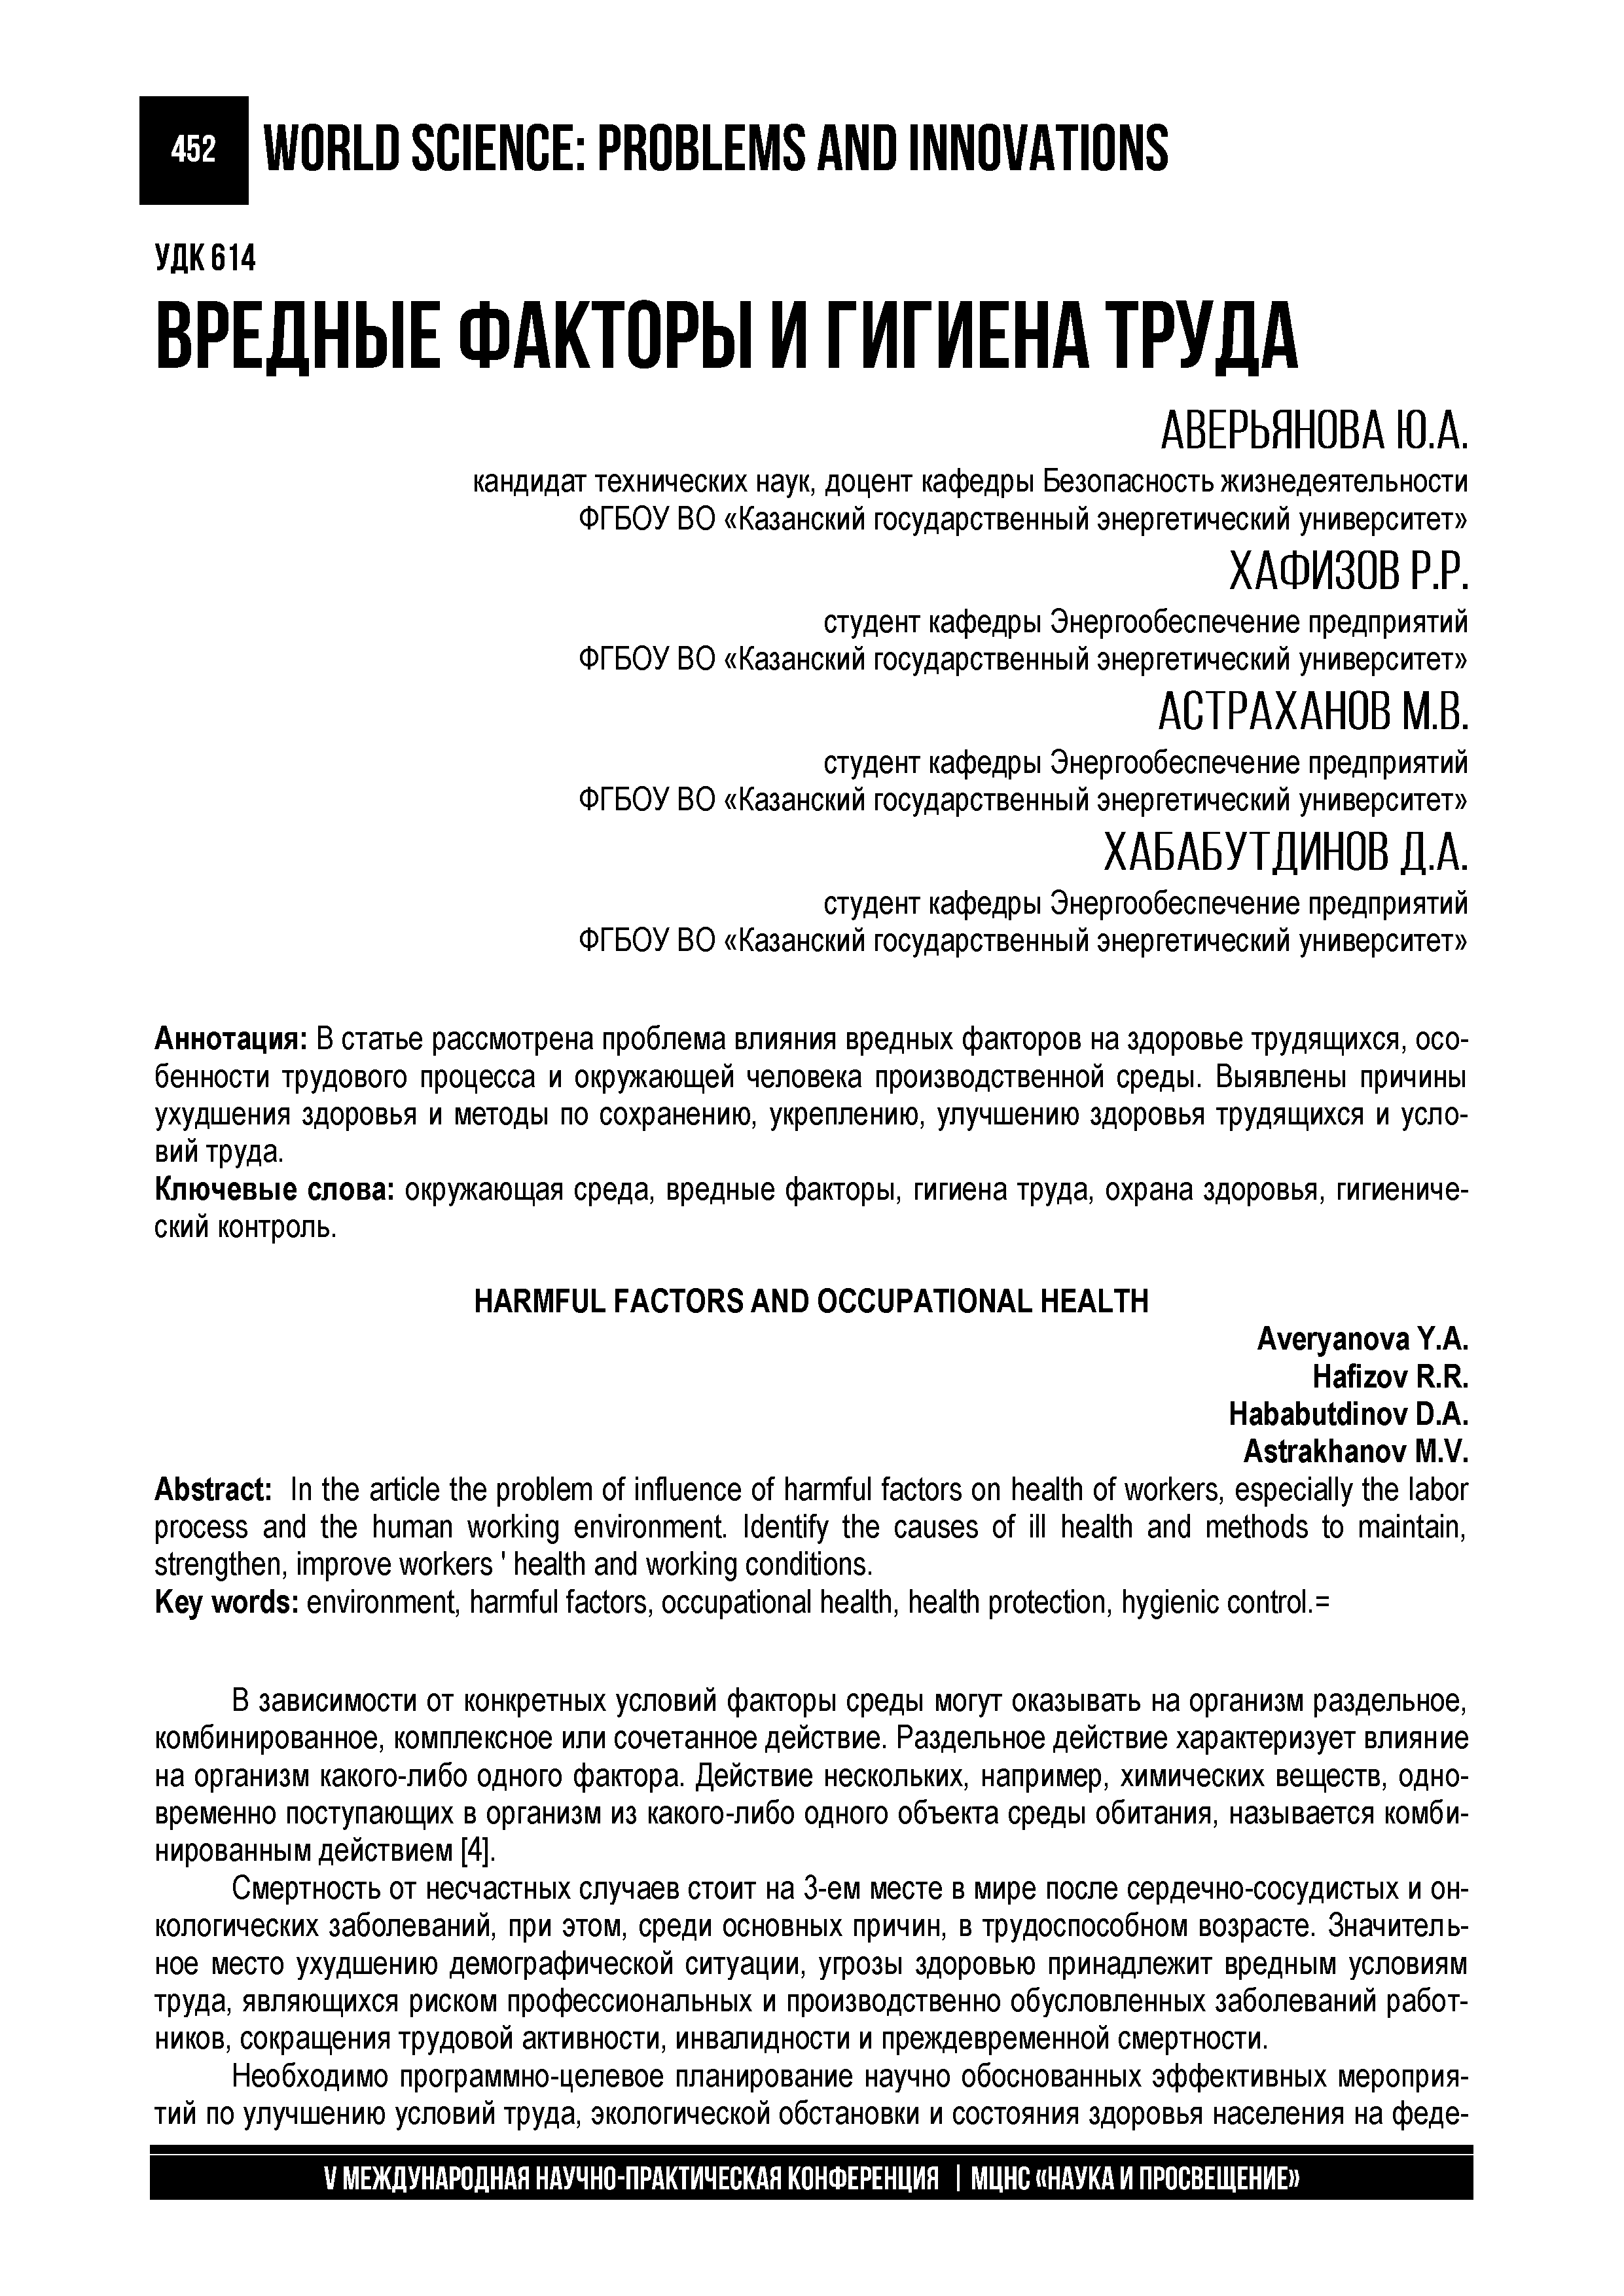 452
WORLD SCIENCE: PROBLEMS AND INNOVATIONS
УДК 614
ВРЕДНЫЕ ФАКТОРЫ И ГИГИЕНА ТРУДА
АВЕРЬЯНОВА Ю.А.
кандидат технических наук, доцент кафедры Безопасность жизнедеятельности
ФГБОУ ВО «Казанский государственный энергетический университет»
ХАФИЗОВ Р.Р.
студент кафедры Энергообеспечение предприятий
ФГБОУ ВО «Казанский государственный энергетический университет»
АСТРАХАНОВ М.В.
студент кафедры Энергообеспечение предприятий
ФГБОУ ВО «Казанский государственный энергетический университет»
ХАБАБУТДИНОВ Д.А.
студент кафедры Энергообеспечение предприятий
ФГБОУ ВО «Казанский государственный энергетический университет»
Аннотация: В статье рассмотрена проблема влияния вредных факторов на здоровье трудящихся, осо-
бенности трудового процесса и окружающей человека производственной среды. Выявлены причины
ухудшения здоровья и методы по сохранению, укреплению, улучшению здоровья трудящихся и усло-
вий труда.
Ключевые слова: окружающая среда, вредные факторы, гигиена труда, охрана здоровья, гигиениче-
ский контроль.
HARMFUL FACTORS AND OCCUPATIONAL HEALTH
Averyanova Y.A.
Hafizov R.R.
Hababutdinov D.A.
Astrakhanov M.V.
Abstract: In the article the problem of influence of harmful factors on health of workers, especially the labor
process and the human working environment. Identify the causes of ill health and methods to maintain,
strengthen, improve workers ' health and working conditions.
Key words: environment, harmful factors, occupational health, health protection, hygienic control.=
В зависимости от конкретных условий факторы среды могут оказывать на организм раздельное,
комбинированное, комплексное или сочетанное действие. Раздельное действие характеризует влияние
на организм какого-либо одного фактора. Действие нескольких, например, химических веществ, одно-
временно поступающих в организм из какого-либо одного объекта среды обитания, называется комби-
нированным действием [4].
Смертность от несчастных случаев стоит на 3-ем месте в мире после сердечно-сосудистых и он-
кологических заболеваний, при этом, среди основных причин, в трудоспособном возрасте. Значитель-
ное место ухудшению демографической ситуации, угрозы здоровью принадлежит вредным условиям
труда, являющихся риском профессиональных и производственно обусловленных заболеваний работ-
ников, сокращения трудовой активности, инвалидности и преждевременной смертности.
Необходимо программно-целевое планирование научно обоснованных эффективных мероприя-
тий по улучшению условий труда, экологической обстановки и состояния здоровья населения на феде-
V МЕЖДУНАРОДНАЯ НАУЧНО-ПРАКТИЧЕСКАЯ КОНФЕРЕНЦИЯ | МЦНС «НАУКА И ПРОСВЕЩЕНИЕ»